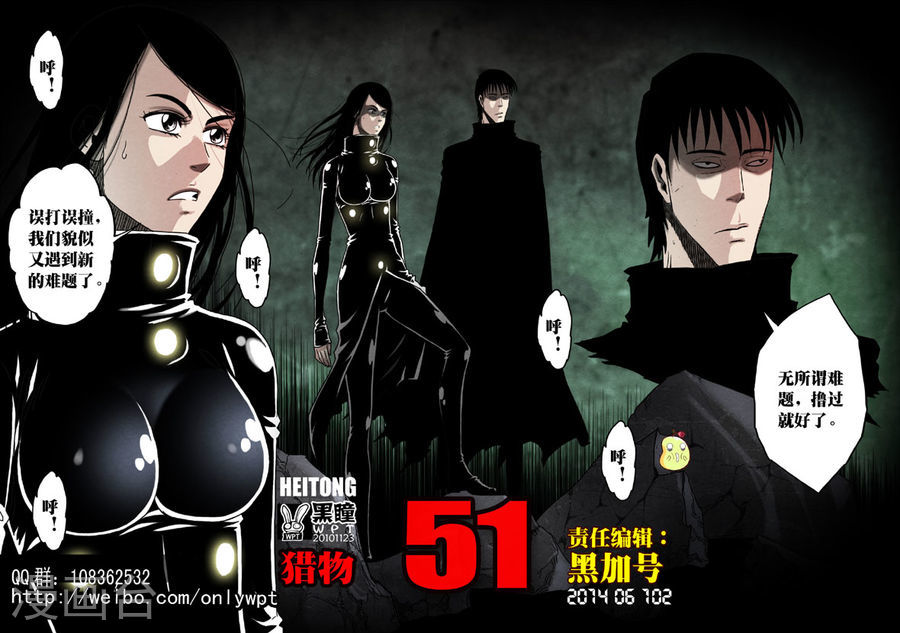 呼！
误打误撞，
我们貌似
又遇到新
的难题了。
呼！
呼！
呼！
无所谓难
题，撸过
就好了。
呼！
HEITONG
黑瞳
WPT
WPT
20101123
猎物
51
责任编辑：
黑加号
2014 06 102
QQ群：108362532
http://weibo.com/onlywpt
漫画台